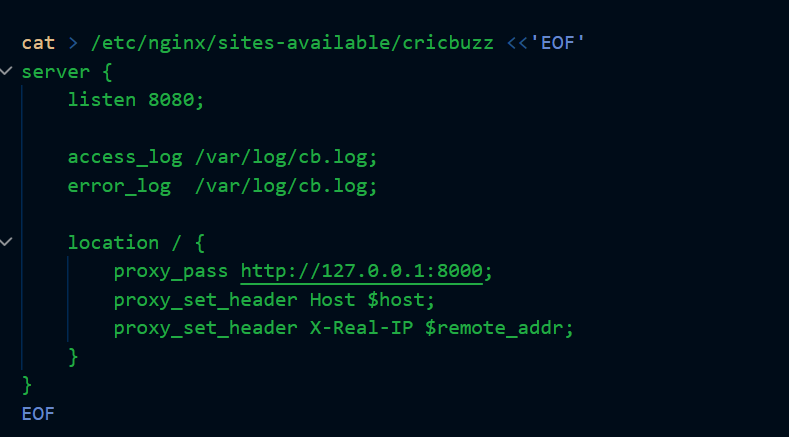 cat > /etc/nginx/sites-available/cricbuzz <<'EOF'
server {
    listen 8080;

    access_log /var/log/cb.log;
    error_log  /var/log/cb.log;

    location / {
        proxy_pass http://127.0.0.1:8000;
        proxy_set_header Host $host;
        proxy_set_header X-Real-IP $remote_addr;
    }
}
EOF